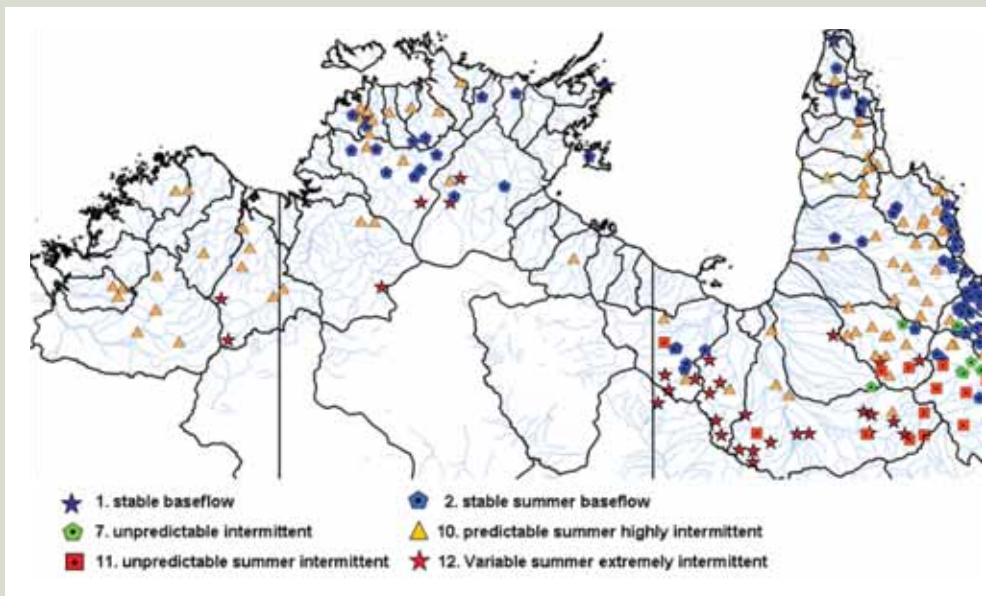 1. stable baseflow
2. stable summer baseflow
7. unpredictable intermittent
10. predictable summer highly intermittent
11. unpredictable summer intermittent
12. Variable summer extremely intermittent